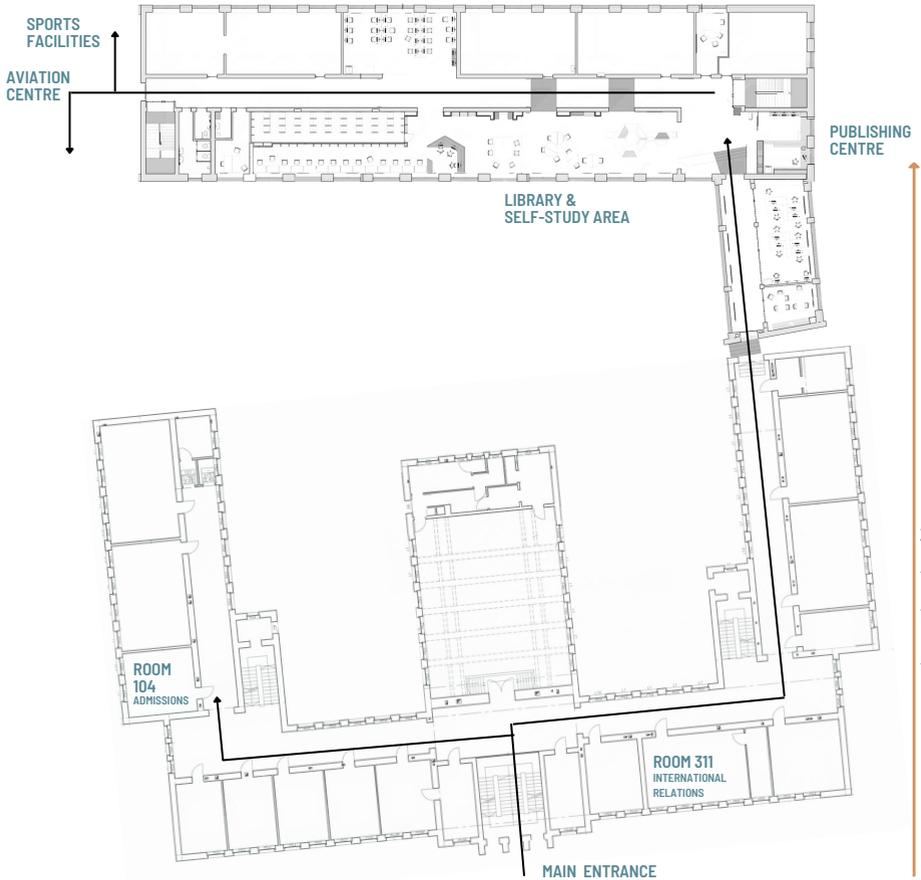 SPORTS
FACILITIES
AVIATION
CENTRE
PUBLISHING
CENTRE
LIBRARY &
SELF-STUDY AREA
ROOM
104
ADMISSIONS
ROOM 311
INTERNATIONAL
RELATIONS
MAIN ENTRANCE